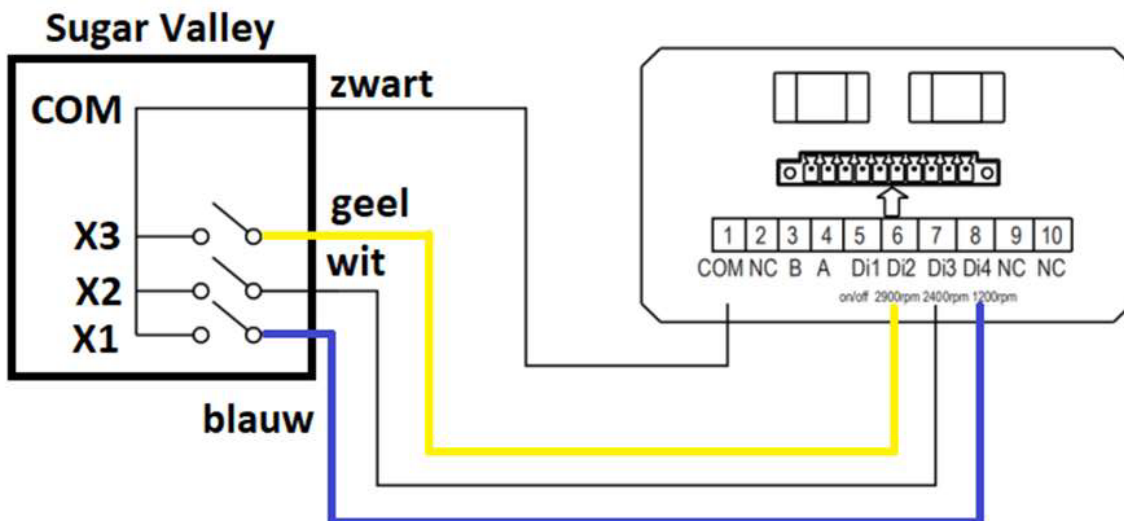 Sugar Valley
COM
zwart
X3
geel
X2
wit
X1
blauw
1 2 3 4 5 6 7 8 9 10
COM NC B A Di1 Di2 Di3 Di4 NC NC
on/off 2900rpm 2400rpm 1200rpm